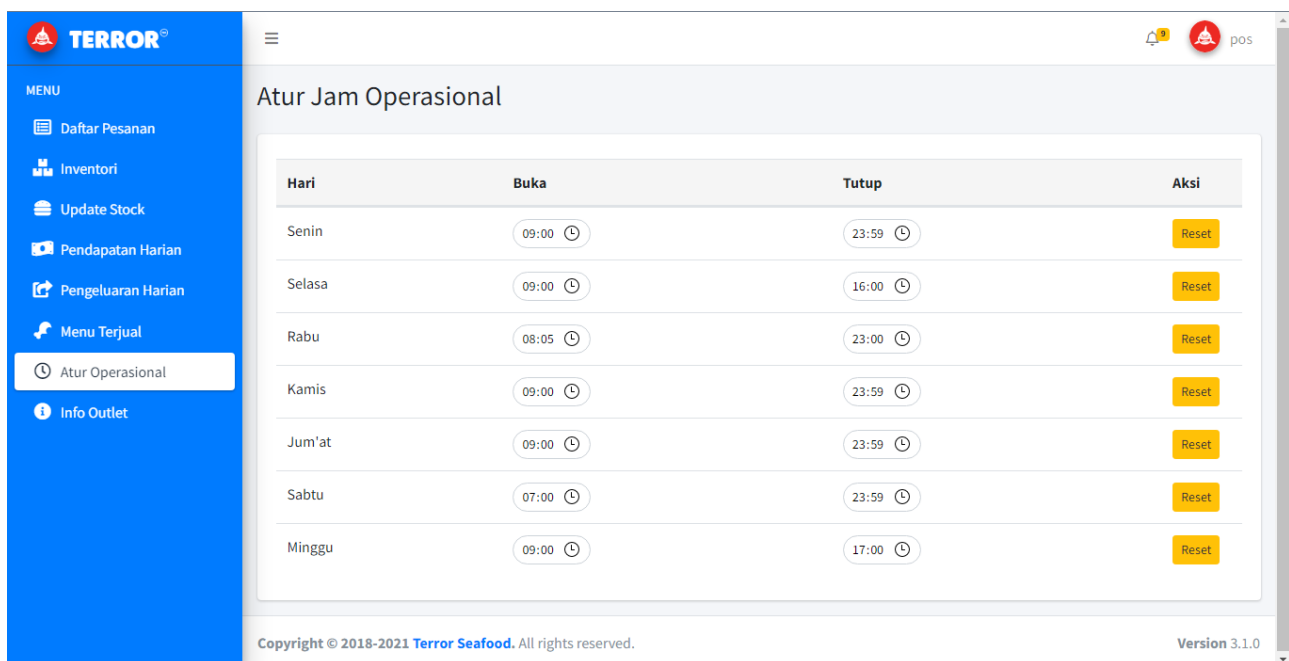 TERROR
9
pos
MENU
Daftar Pesanan
Inventori
Update Stock
Pendapatan Harian
Pengeluaran Harian
Menu Terjual
Atur Operasional
Info Outlet
Atur Jam Operasional
Hari Buka Tutup Aksi
Senin 09:00 23:59 Reset
Selasa 09:00 16:00 Reset
Rabu 08:05 23:00 Reset
Kamis 09:00 23:59 Reset
Jum'at 09:00 23:59 Reset
Sabtu 07:00 23:59 Reset
Minggu 09:00 17:00 Reset
Copyright © 2018-2021 Terror Seafood. All rights reserved. Version 3.1.0